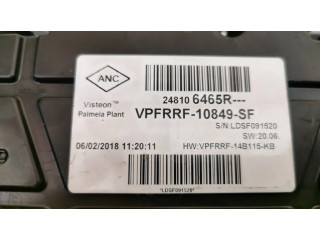 ANC
24810 6465R---
Visteon™
Palmela Plant
VPFRRF-10849-SF
S/N:LDSF091520
SW:20.06.
06/02/2018 11:20:11
HW:VPFRRF-14B115-KB
*LDSF091520*